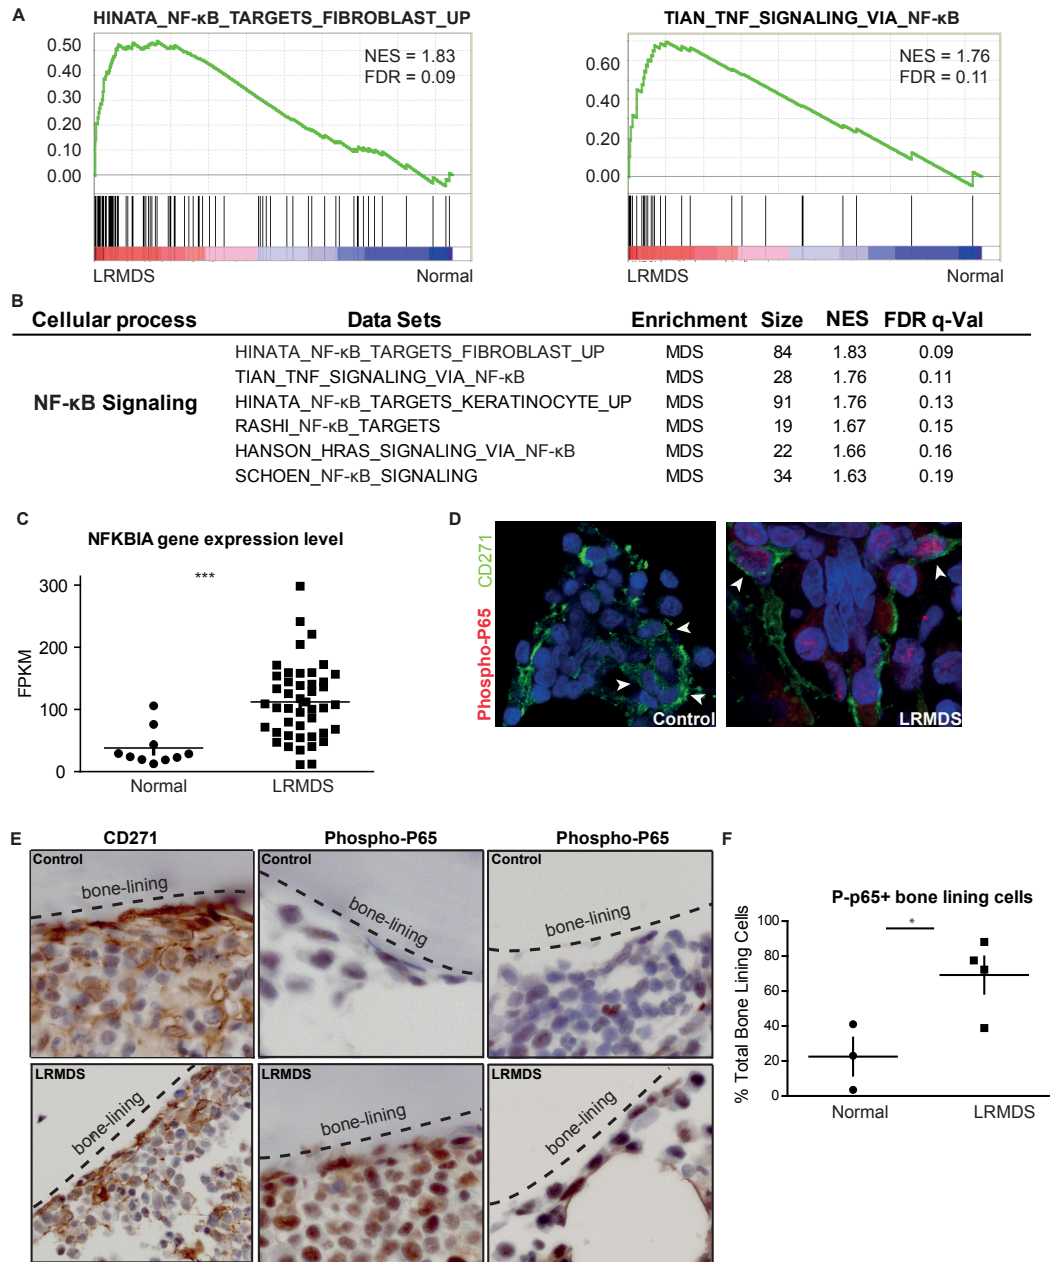 A
HINATA_NF-κB_TARGETS_FIBROBLAST_UP
NES = 1.83
FDR = 0.09
0.50
0.40
0.30
0.20
0.10
0.00
LRMDS Normal
TIAN_TNF_SIGNALING_VIA_NF-κB
NES = 1.76
FDR = 0.11
0.60
0.40
0.20
0.00
LRMDS Normal
B
Cellular process Data Sets Enrichment Size NES FDR q-Val
NF-κB Signaling
HINATA_NF-κB_TARGETS_FIBROBLAST_UP MDS 84 1.83 0.09
TIAN_TNF_SIGNALING_VIA_NF-κB MDS 28 1.76 0.11
HINATA_NF-κB_TARGETS_KERATINOCYTE_UP MDS 91 1.76 0.13
RASHI_NF-κB_TARGETS MDS 19 1.67 0.15
HANSON_HRAS_SIGNALING_VIA_NF-κB MDS 22 1.66 0.16
SCHOEN_NF-κB_SIGNALING MDS 34 1.63 0.19
C
NFKBIA gene expression level
***
300
200
100
0
FPKM
Normal LRMDS
D
Phospho-P65 CD271
Control
LRMDS
E
CD271 Phospho-P65 Phospho-P65
Control
bone-lining
Control
bone-lining
Control
bone-lining
LRMDS
bone-lining
LRMDS
bone-lining
LRMDS
bone-lining
F
P-p65+ bone lining cells
*
100
80
60
40
20
0
% Total Bone Lining Cells
Normal LRMDS